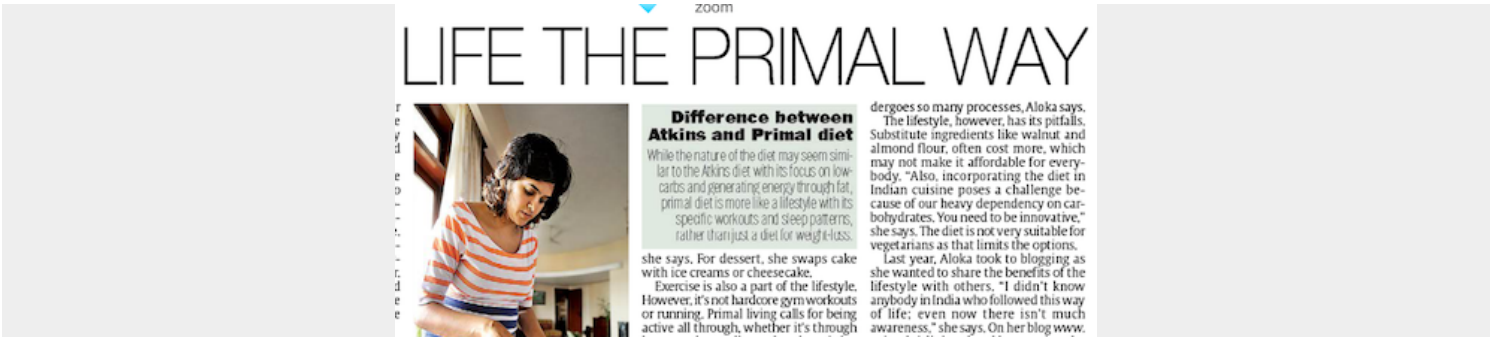 zoom
LIFE THE PRIMAL WAY
r
e
y
d
e
o
-
-
e,
-
-
r,
d
e
e
Difference between
Atkins and Primal diet
While the nature of the diet may seem simi-
lar to the Atkins diet with its focus on low-
carbs and generating energy through fat,
primal diet is more like a lifestyle with its
specific workouts and sleep patterns,
rather than just a diet for weight-loss.
she says. For dessert, she swaps cake
with ice creams or cheesecake.
Exercise is also a part of the lifestyle.
However, it's not hardcore gym workouts
or running. Primal living calls for being
active all through, whether it's through
dergoes so many processes, Aloka says.
The lifestyle, however, has its pitfalls.
Substitute ingredients like walnut and
almond flour, often cost more, which
may not make it affordable for every-
body. "Also, incorporating the diet in
Indian cuisine poses a challenge be-
cause of our heavy dependency on car-
bohydrates. You need to be innovative,"
she says. The diet is not very suitable for
vegetarians as that limits the options.
Last year, Aloka took to blogging as
she wanted to share the benefits of the
lifestyle with others. "I didn't know
anybody in India who followed this way
of life; even now there isn't much
awareness," she says. On her blog www.